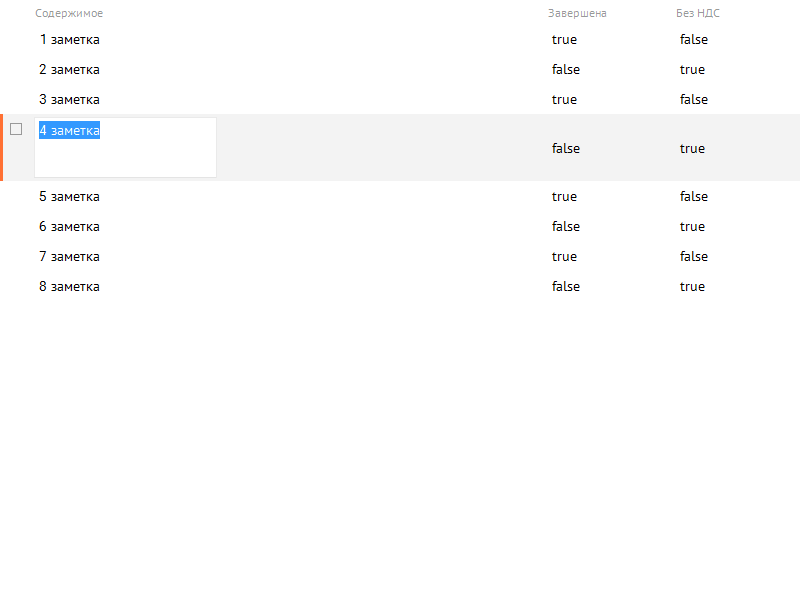 Содержимое Завершена Без НДС
1 заметка true false
2 заметка false true
3 заметка true false
4 заметка false true
5 заметка true false
6 заметка false true
7 заметка true false
8 заметка false true